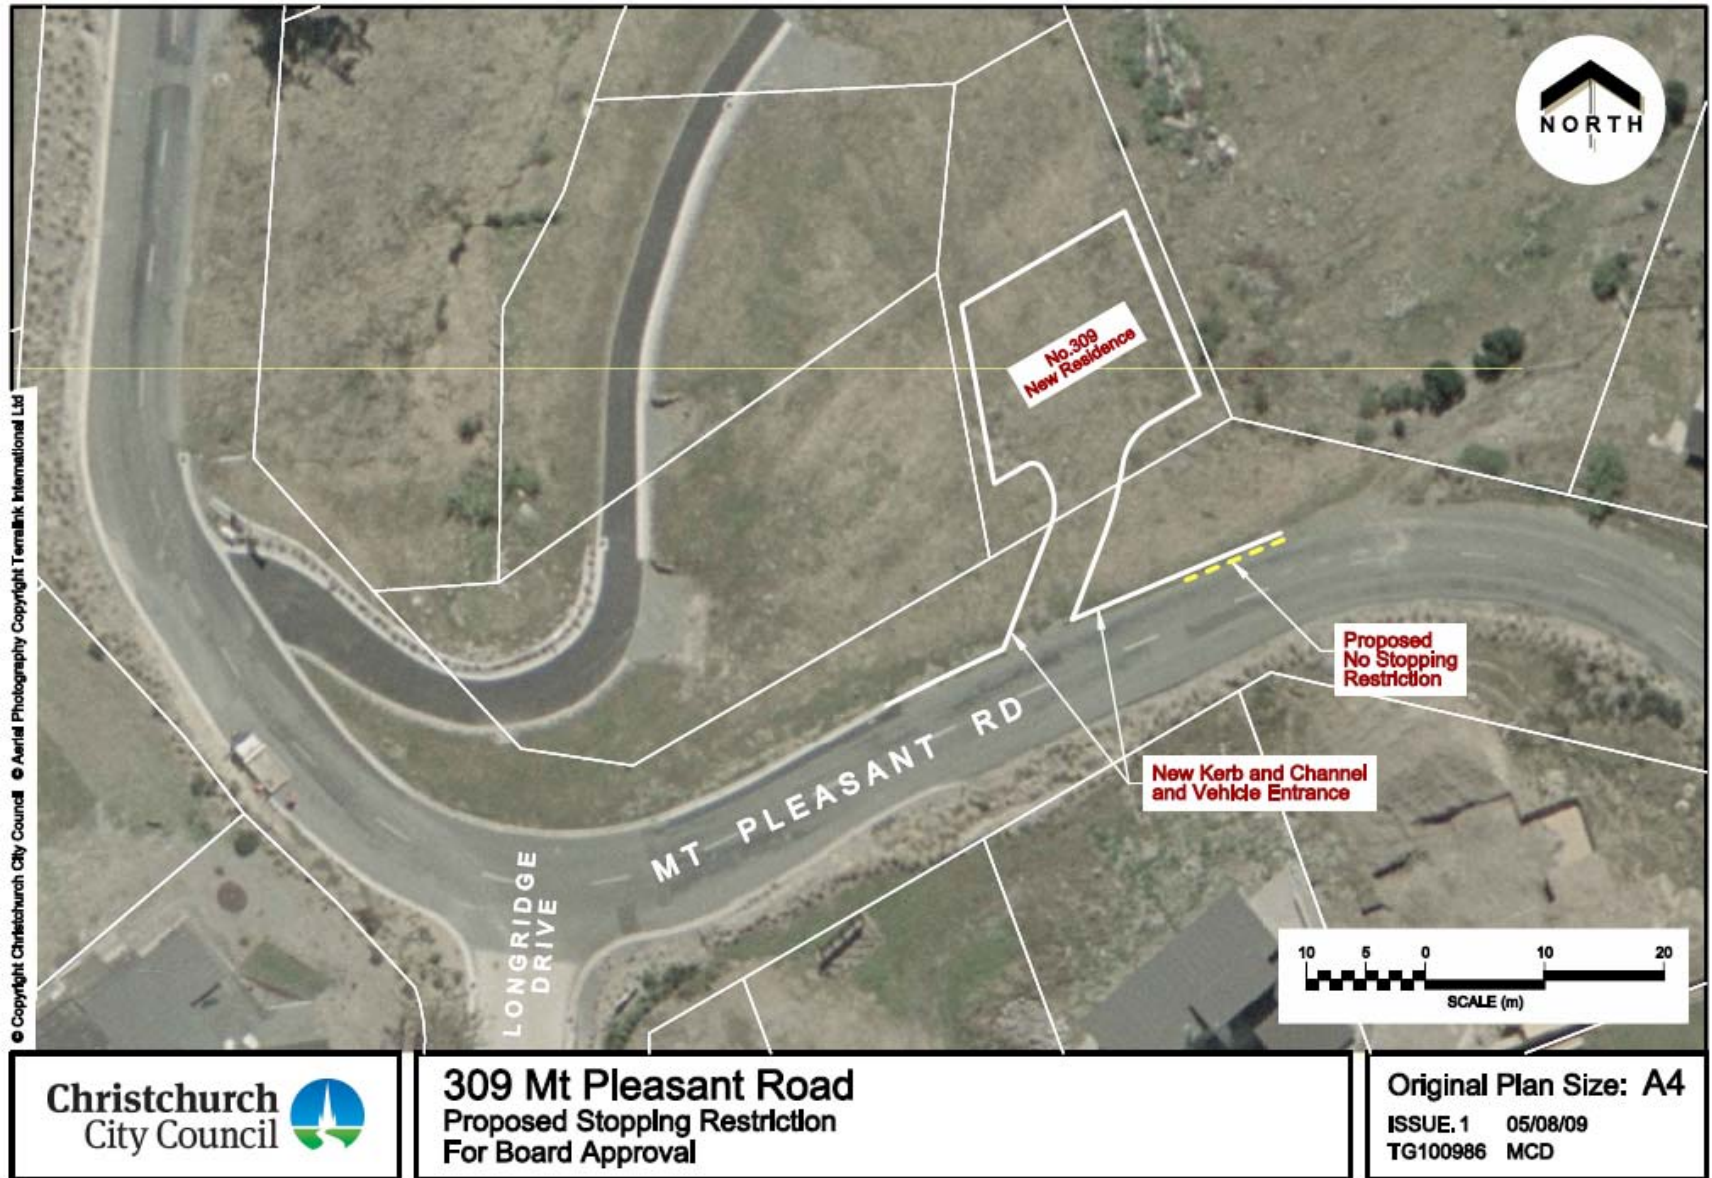 NORTH
No.309
New Residence
Proposed
No Stopping
Restriction
New Kerb and Channel
and Vehicle Entrance
MT PLEASANT RD
LONGRIDGE
DRIVE
10 5 0 10 20
SCALE (m)
© Copyright Christchurch City Council © Aerial Photography Copyright Terralink International Ltd
Christchurch
City Council
309 Mt Pleasant Road
Proposed Stopping Restriction
For Board Approval
Original Plan Size: A4
ISSUE. 1 05/08/09
TG100986 MCD